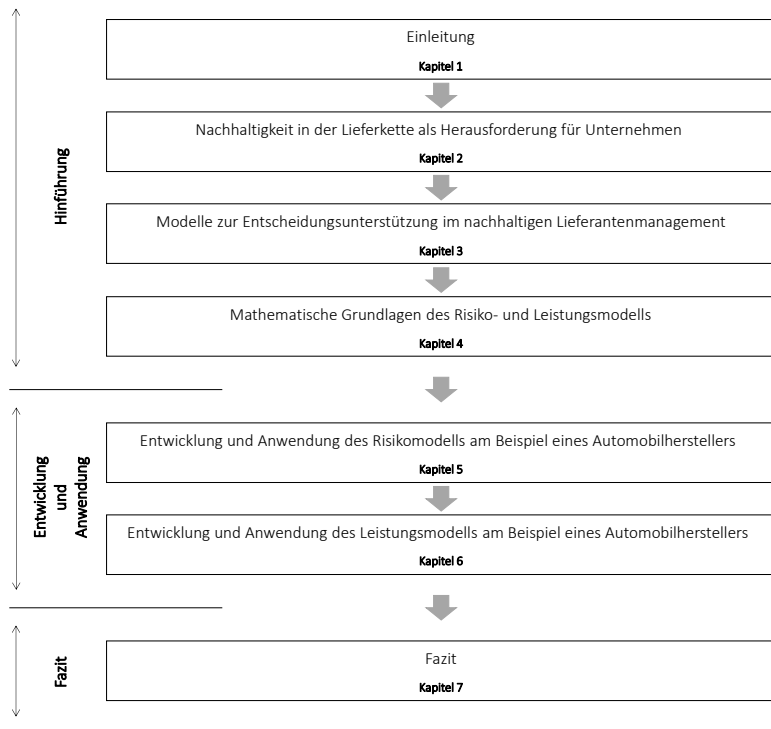 Hinführung
Einleitung
Kapitel 1
Nachhaltigkeit in der Lieferkette als Herausforderung für Unternehmen
Kapitel 2
Modelle zur Entscheidungsunterstützung im nachhaltigen Lieferantenmanagement
Kapitel 3
Mathematische Grundlagen des Risiko- und Leistungsmodells
Kapitel 4
Entwicklung
und
Anwendung
Entwicklung und Anwendung des Risikomodells am Beispiel eines Automobilherstellers
Kapitel 5
Entwicklung und Anwendung des Leistungsmodells am Beispiel eines Automobilherstellers
Kapitel 6
Fazit
Fazit
Kapitel 7